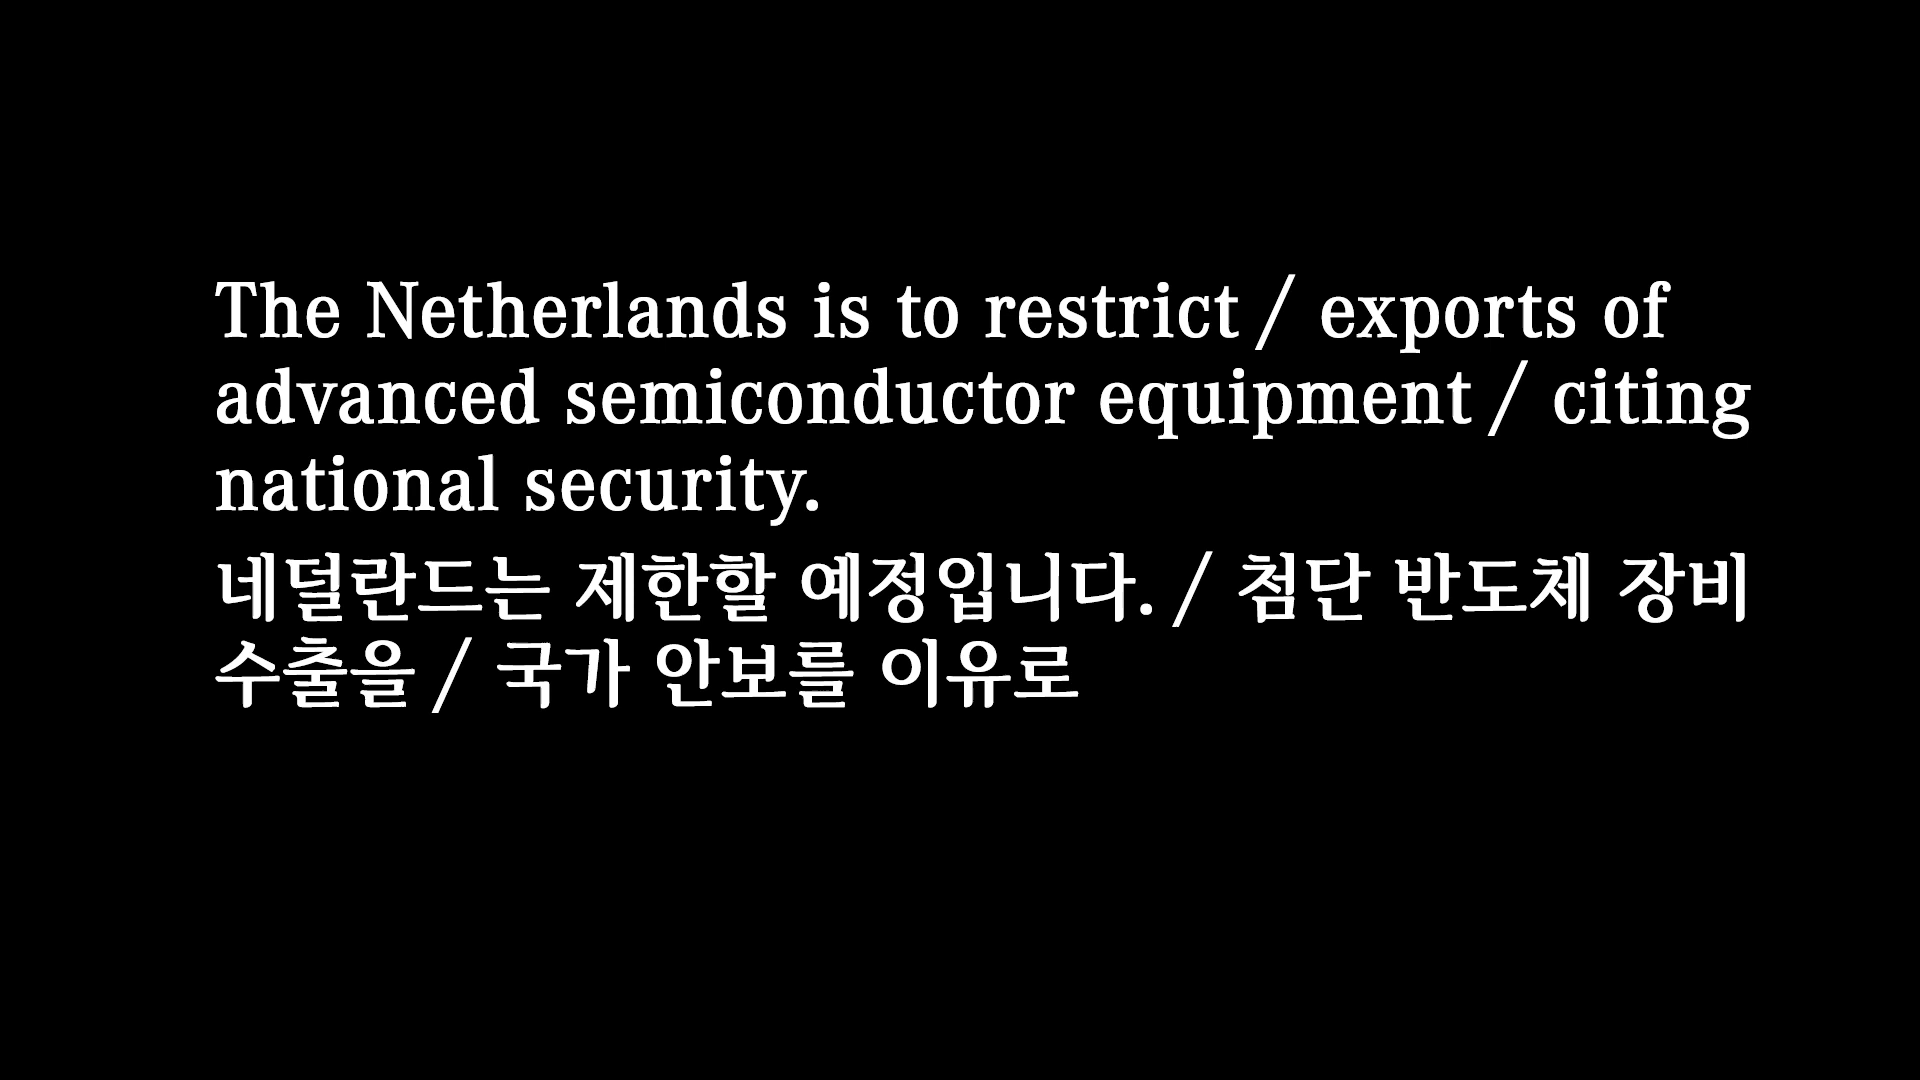 The Netherlands is to restrict / exports of
advanced semiconductor equipment / citing
national security.
네덜란드는 제한할 예정입니다. / 첨단 반도체 장비
수출을 / 국가 안보를 이유로